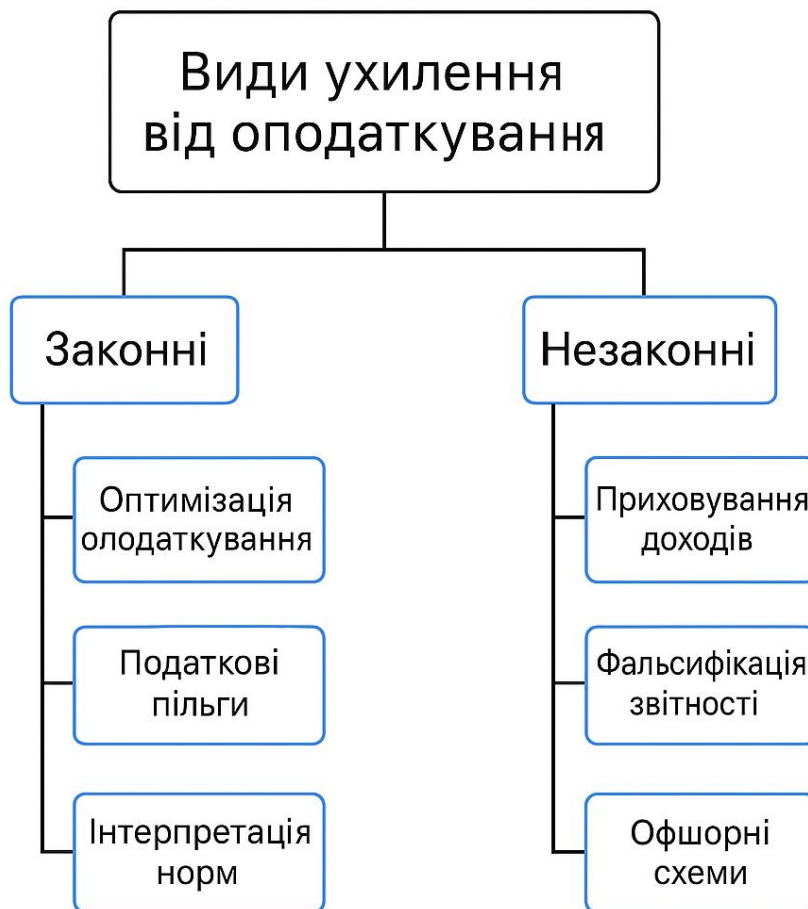 Види ухилення
від оподаткування
Законні
Незаконні
Оптимізація
олодаткування
Податкові
пільги
Інтерпретація
норм
Приховування
доходів
Фальсифікація
звітності
Офшорні
схеми